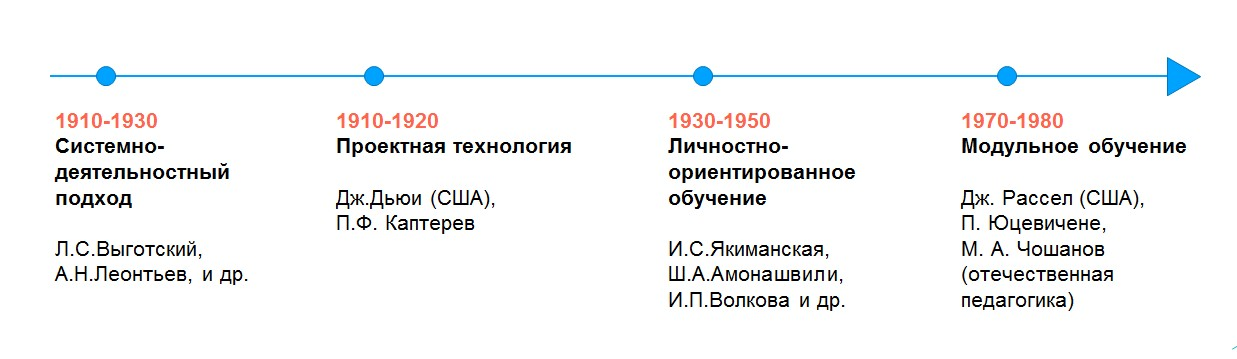 1910-1930
Системно-
деятельностный
подход
Л.С.Выготский,
А.Н.Леонтьев, и др.
1910-1920
Проектная технология
Дж.Дьюи (США),
П.Ф. Каптерев
1930-1950
Личностно-
ориентированное
обучение
И.С.Якиманская,
Ш.А.Амонашвили,
И.П.Волкова и др.
1970-1980
Модульное обучение
Дж. Рассел (США),
П. Юцевичене,
М. А. Чошанов
(отечественная
педагогика)